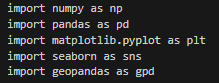 import numpy as np
import pandas as pd
import matplotlib.pyplot as plt
import seaborn as sns
import geopandas as gpd